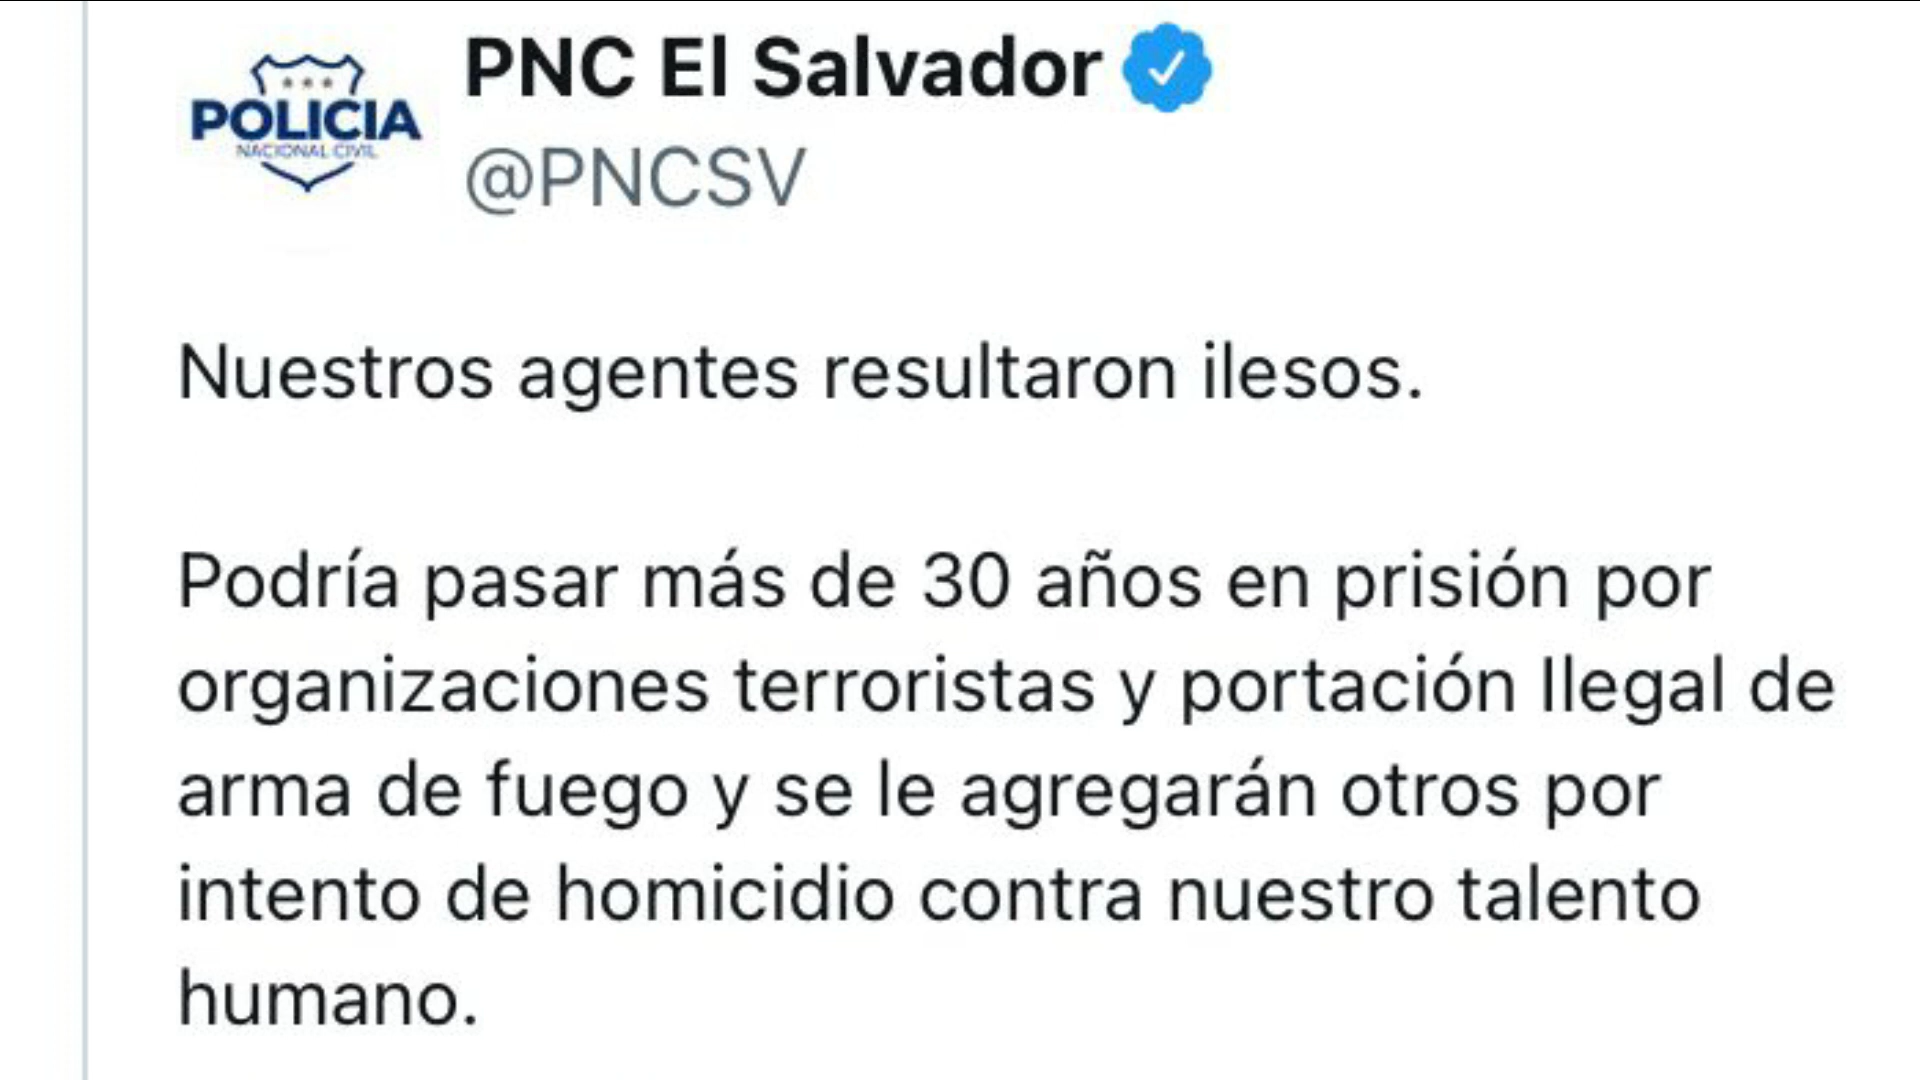 POLICIA
NACIONAL CIVIL
PNC El Salvador
@PNCSV
Nuestros agentes resultaron ilesos.
Podría pasar más de 30 años en prisión por
organizaciones terroristas y portación Ilegal de
arma de fuego y se le agregarán otros por
intento de homicidio contra nuestro talento
humano.